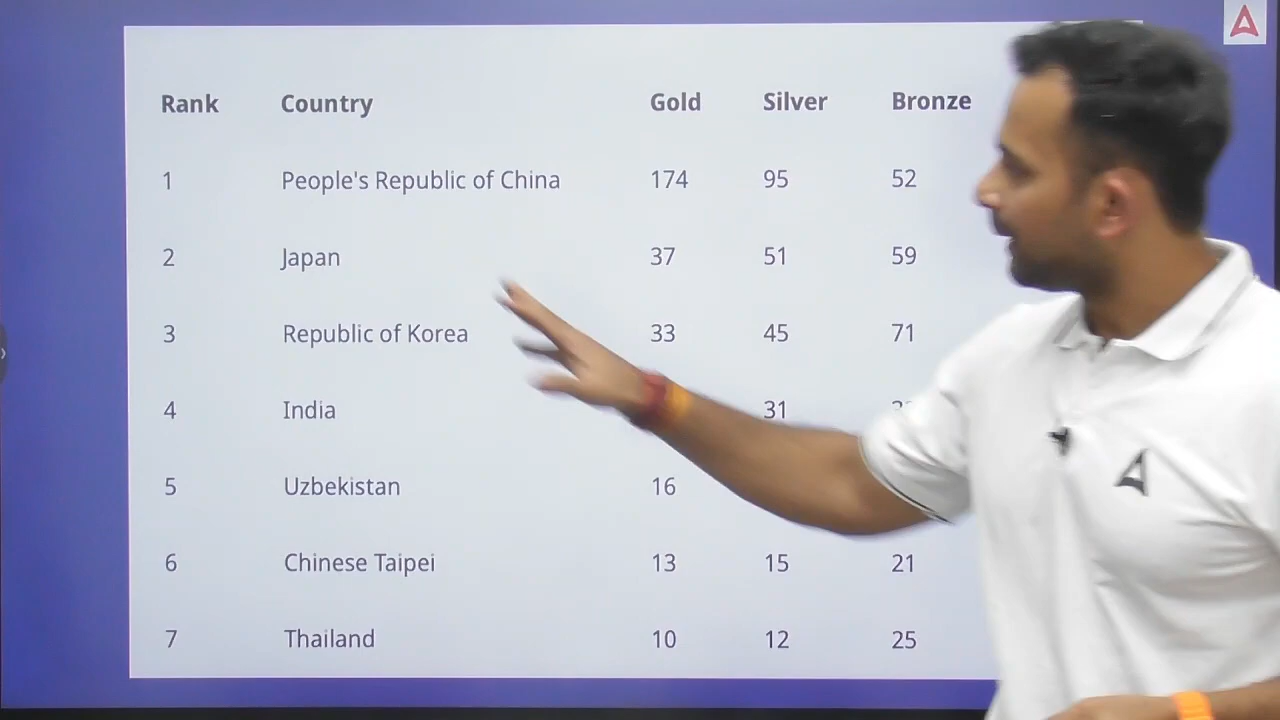 Rank Country Gold Silver Bronze
1 People's Republic of China 174 95 52
2 Japan 37 51 59
3 Republic of Korea 33 45 71
4 India 31
5 Uzbekistan 16
6 Chinese Taipei 13 15 21
7 Thailand 10 12 25